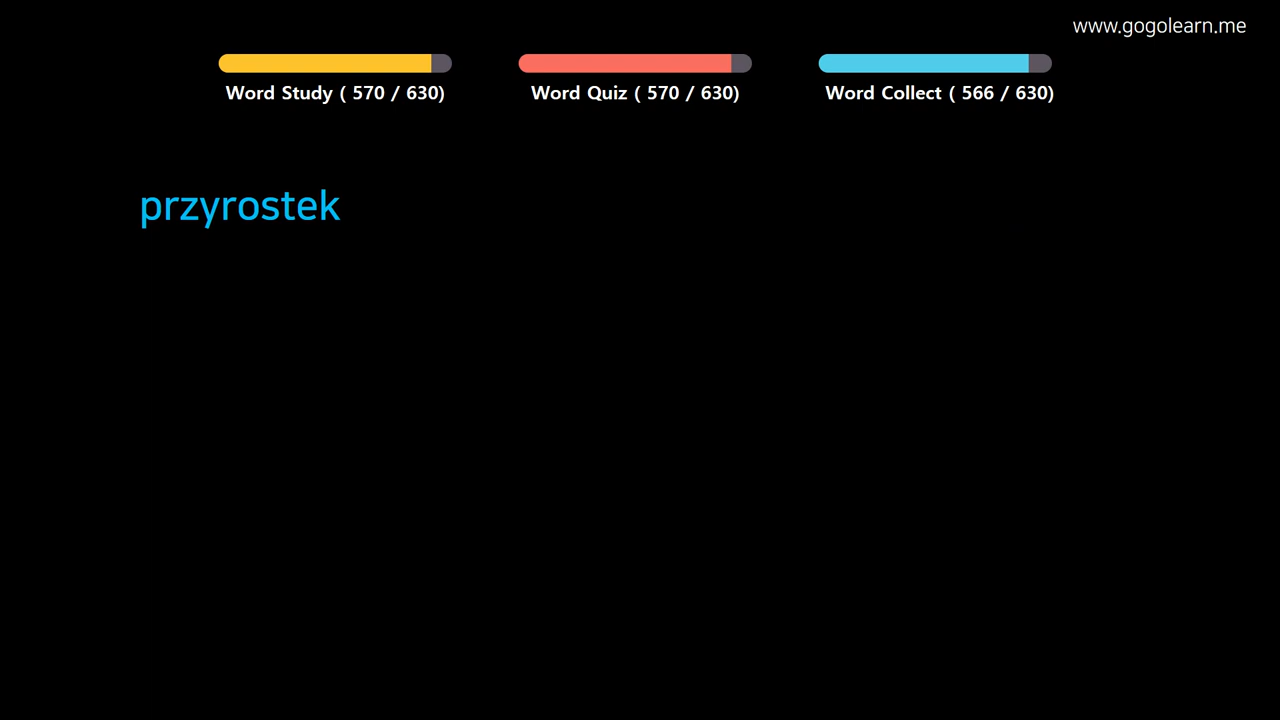 www.gogolearn.me
Word Study ( 570 / 630)
Word Quiz ( 570 / 630)
Word Collect ( 566 / 630)
przyrostek